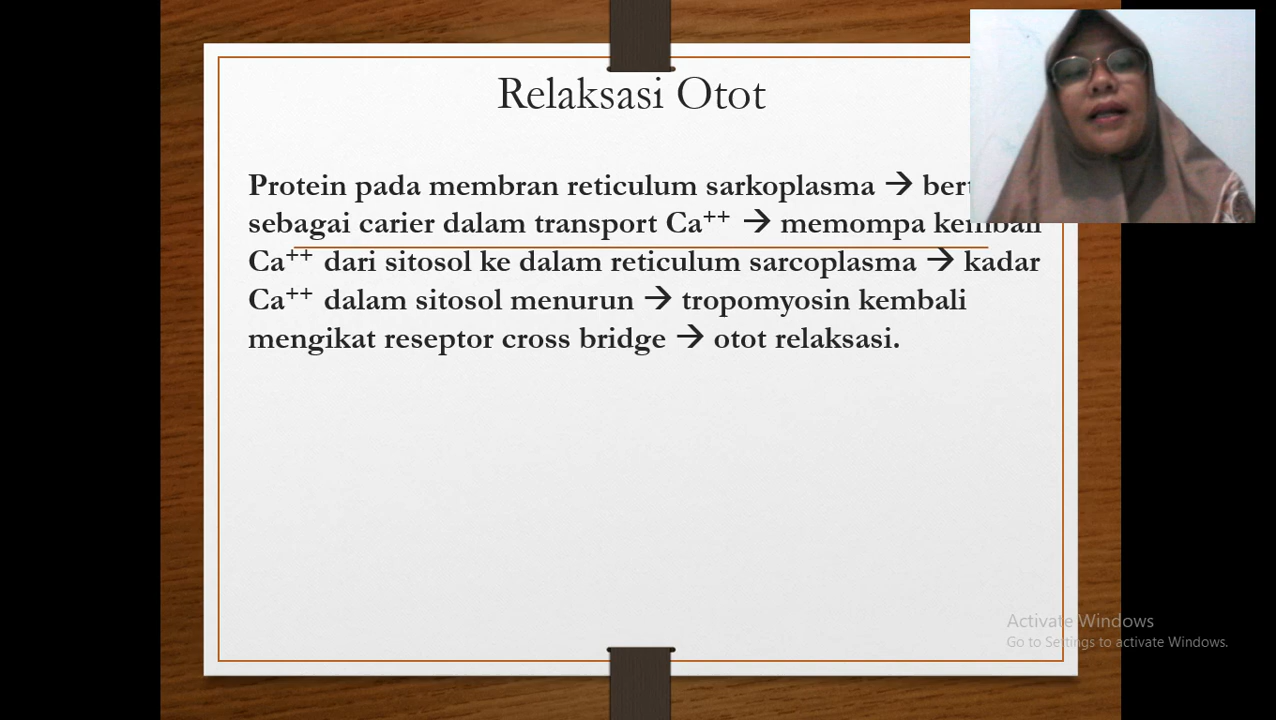 Relaksasi Otot
Protein pada membran reticulum sarkoplasma →
sebagai carier dalam transport Ca⁺⁺ → memompa kembali
Ca⁺⁺ dari sitosol ke dalam reticulum sarcoplasma → kadar
Ca⁺⁺ dalam sitosol menurun → tropomyosin kembali
mengikat reseptor cross bridge → otot relaksasi.
Activate Windows
Go to Settings to activate Windows.